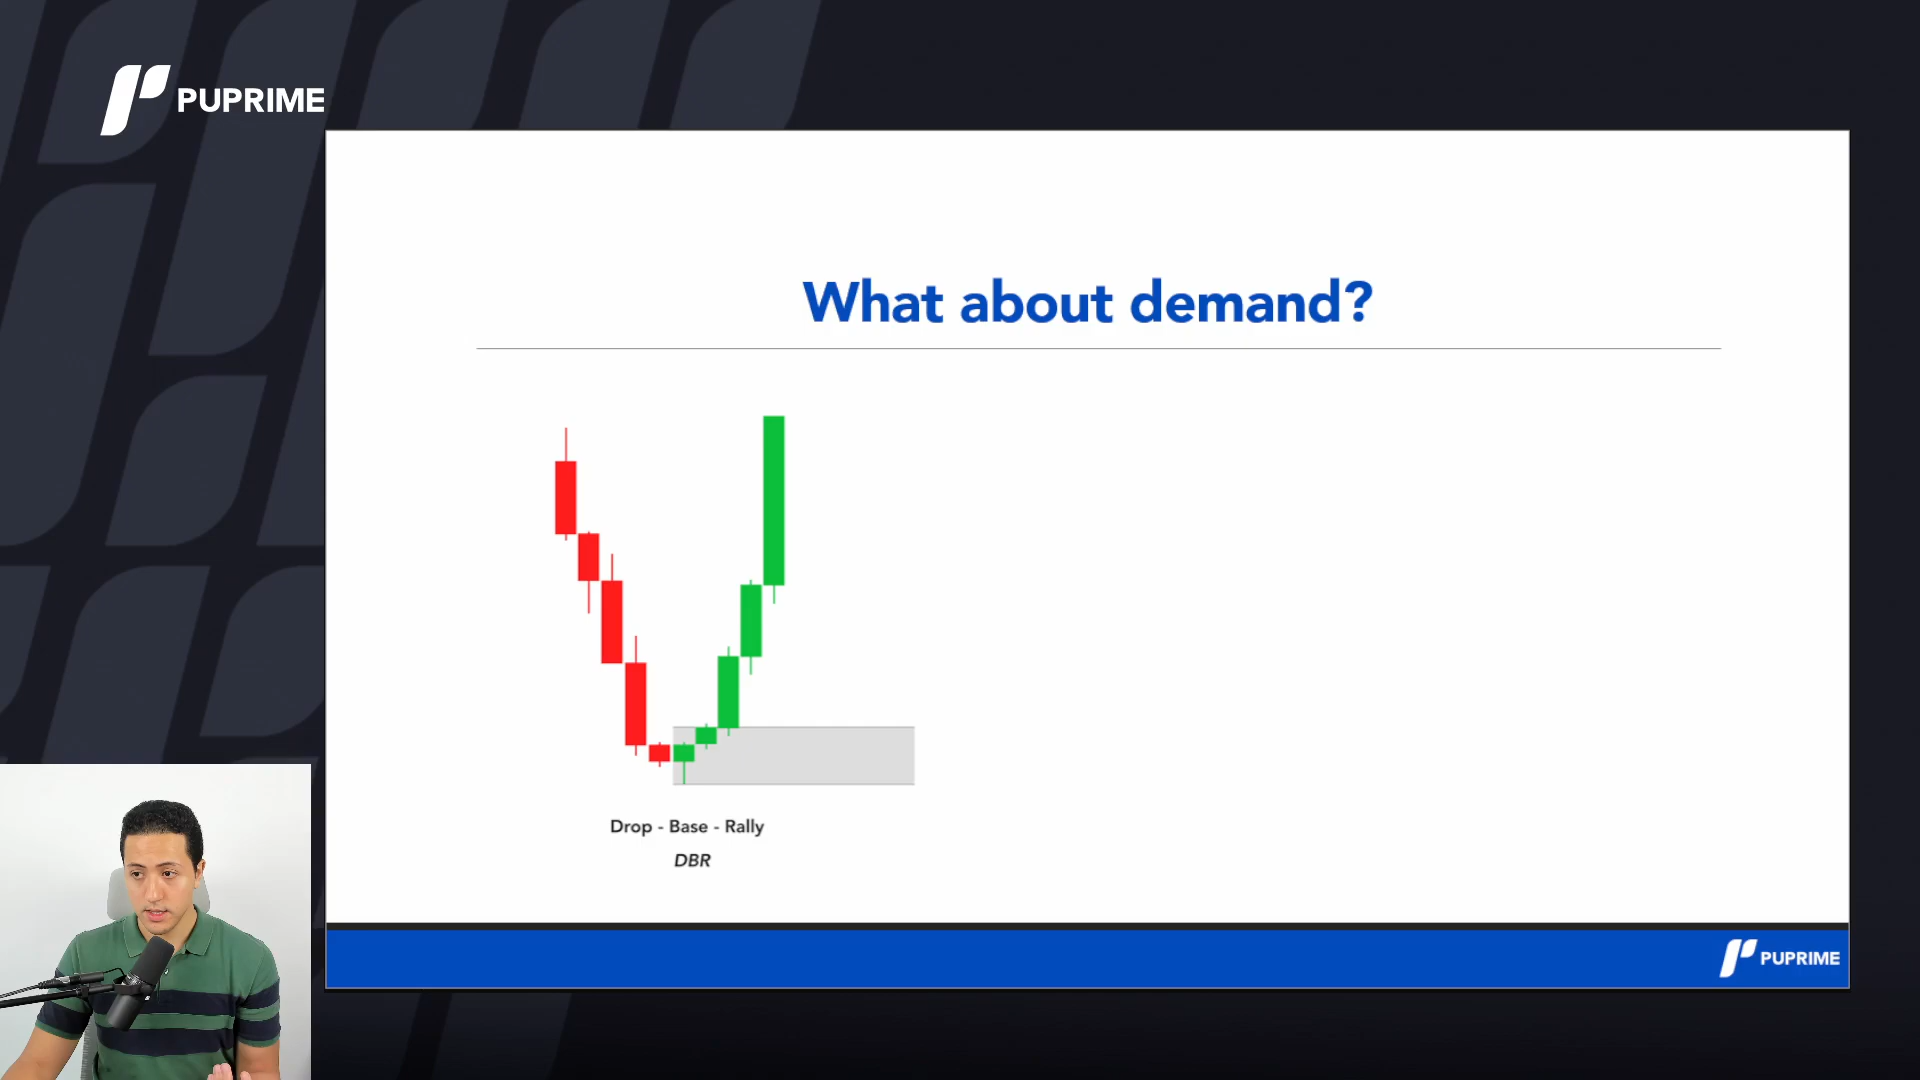 PUPRIME
What about demand?
Drop - Base - Rally
DBR
PUPRIME